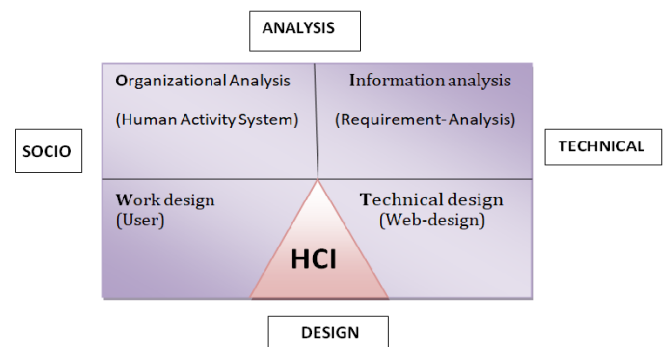 ANALYSIS
Organizational Analysis
(Human Activity System)
Information analysis
(Requirement- Analysis)
SOCIO
TECHNICAL
Work design
(User)
Technical design
(Web-design)
HCI
DESIGN